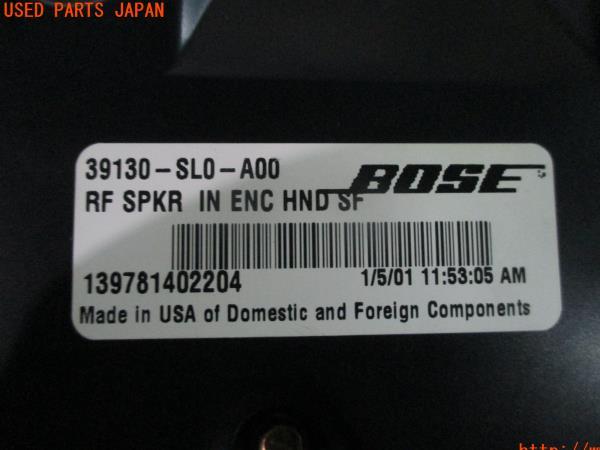 USED PARTS JAPAN
39130-SL0-A00
BOSE
RF SPKR IN ENC HND SF
139781402204
1/5/01 11:53:05 AM
Made in USA of Domestic and Foreign Components